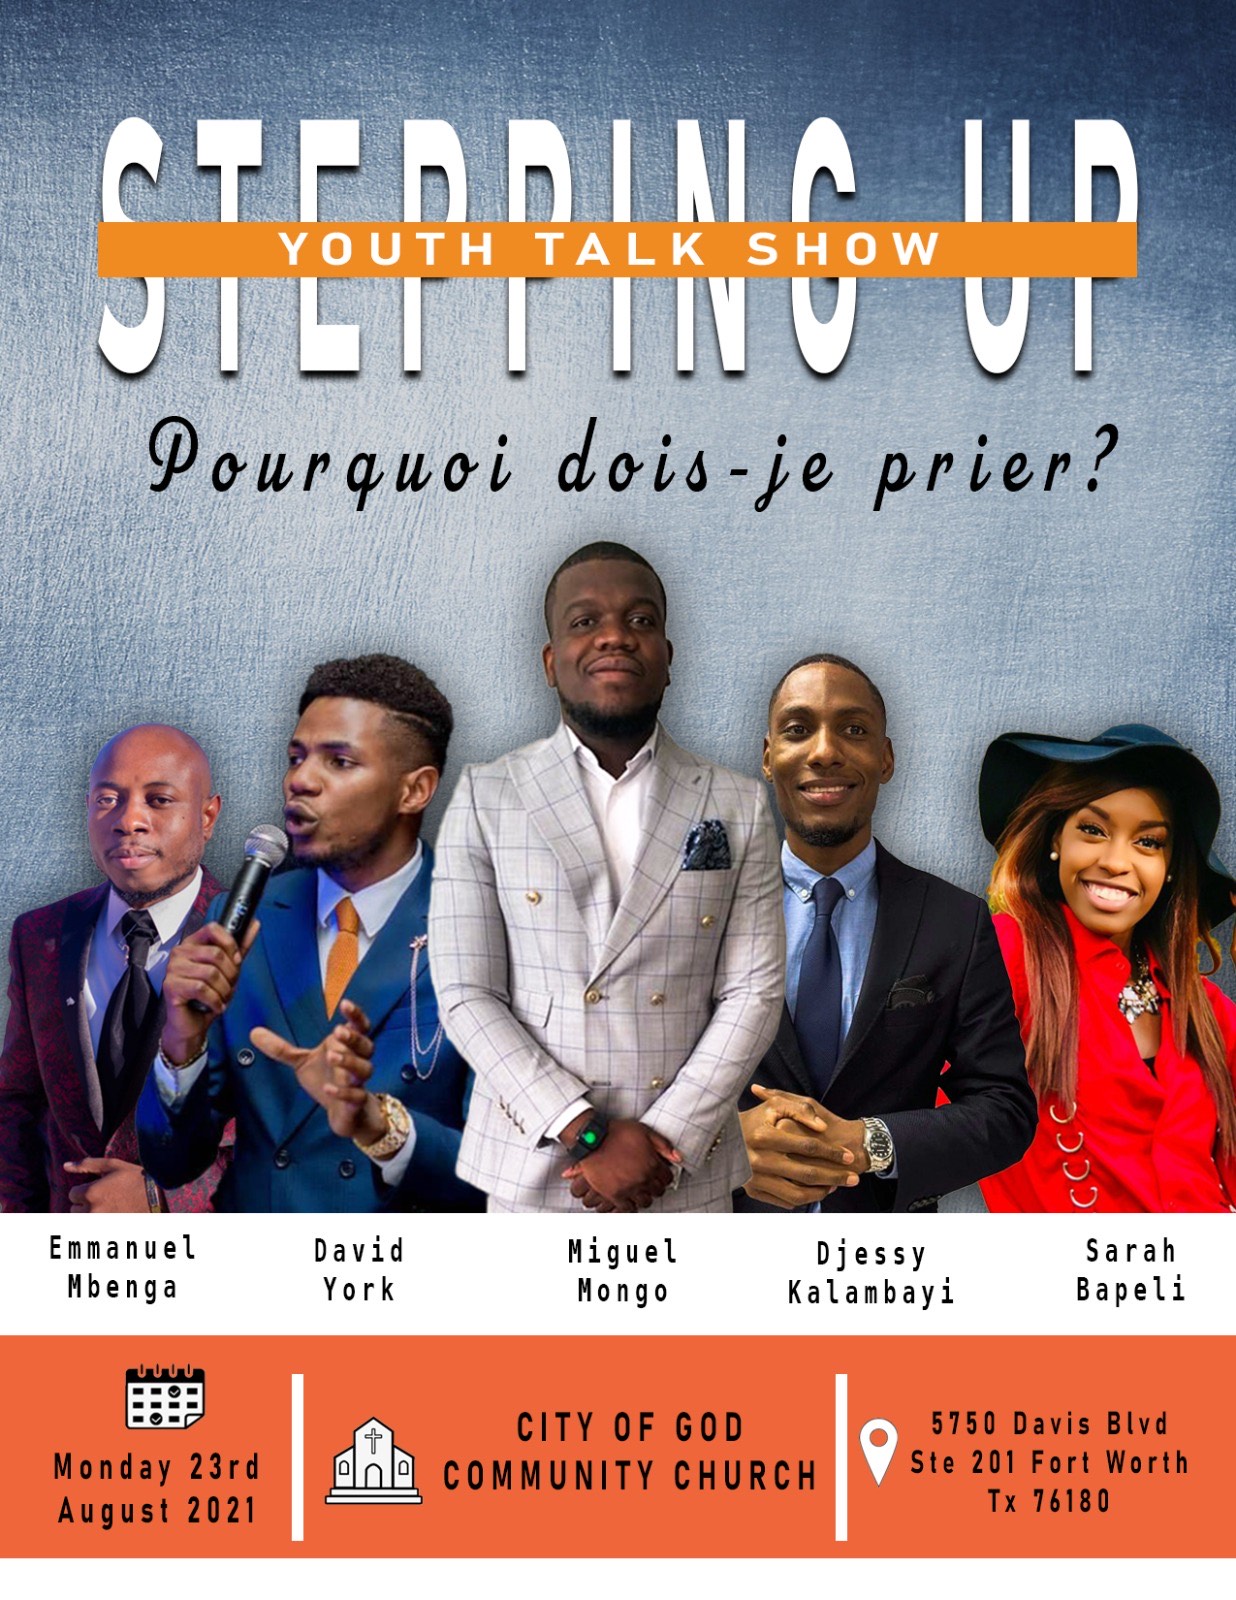 STEPPING UP
YOUTH TALK SHOW
Pourquoi dois-je prier?
Emmanuel
Mbenga
David
York
Miguel
Mongo
Djessy
Kalambayi
Sarah
Bapeli
Monday 23rd
August 2021
CITY OF GOD
COMMUNITY CHURCH
5750 Davis Blvd
Ste 201 Fort Worth
Tx 76180